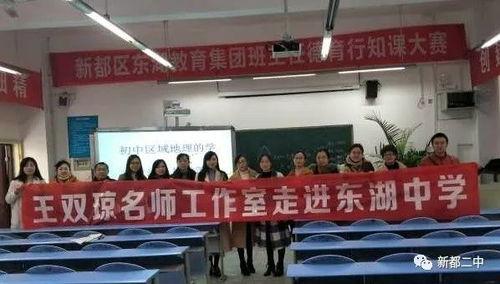 新都区东湖教育集团班主任德育行知课大赛
初中区域地理的学
王双琼名师工作室走进东湖中学
新都二中